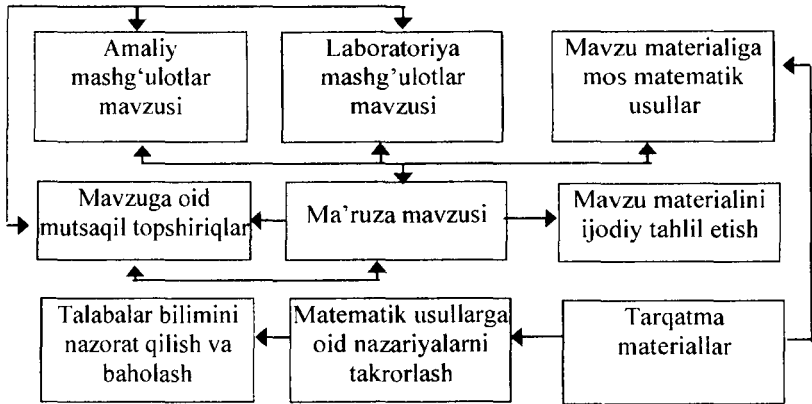 Amaliy
mashg‘ulotlar
mavzusi
Laboratoriya
mashg’ulotlar
mavzusi
Mavzu materialiga
mos matematik
usullar
Mavzuga oid
mutsaqil topshiriqlar
Ma’ruza mavzusi
Mavzu materialini
ijodiy tahlil etish
Talabalar bilimini
nazorat qilish va
baholash
Matematik usullarga
oid nazariyalarni
takrorlash
Tarqatma
materiallar